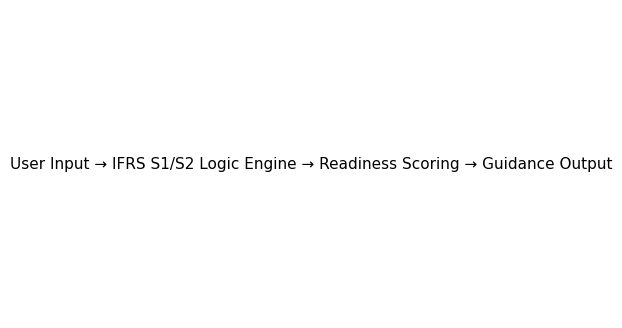 User Input → IFRS S1/S2 Logic Engine → Readiness Scoring → Guidance Output